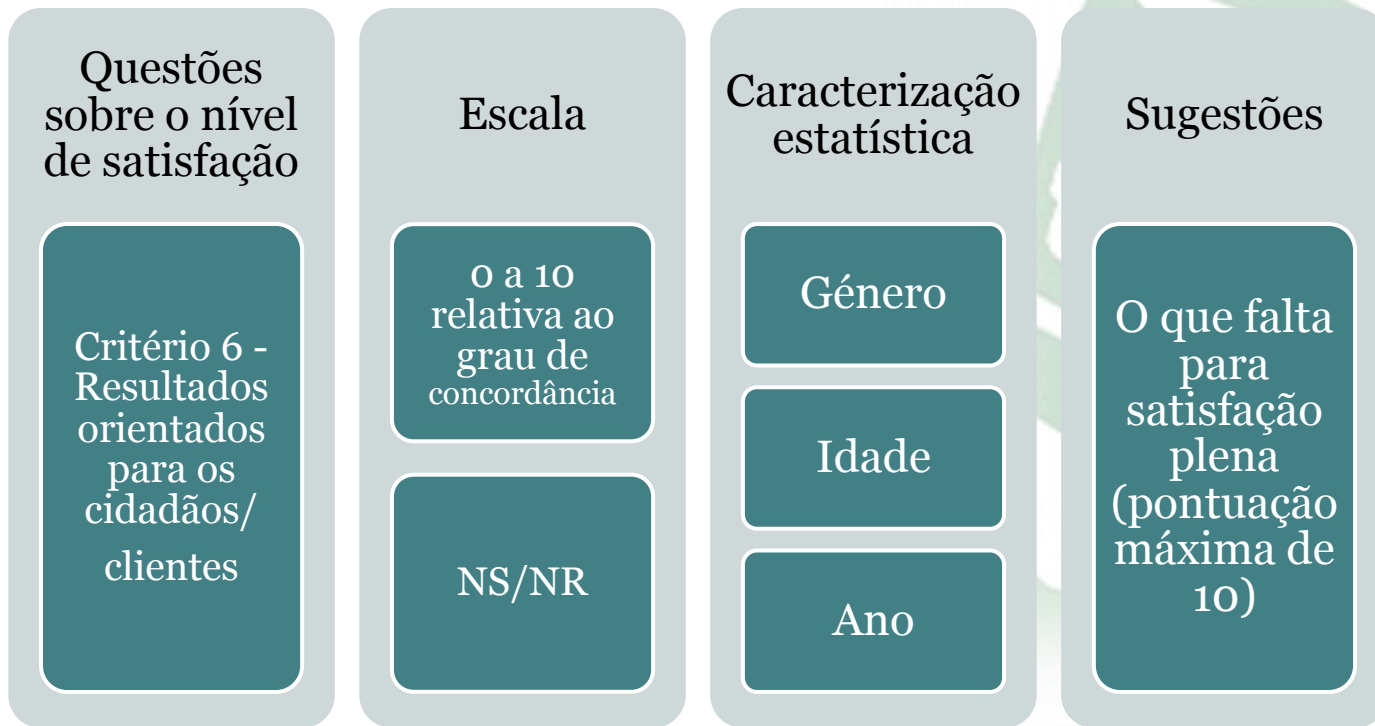 Questões
sobre o nível
de satisfação
Critério 6 -
Resultados
orientados
para os
cidadãos/
clientes
Escala
0 a 10
relativa ao
grau de
concordância
NS/NR
Caracterização
estatística
Género
Idade
Ano
Sugestões
O que falta
para
satisfação
plena
(pontuação
máxima de
10)